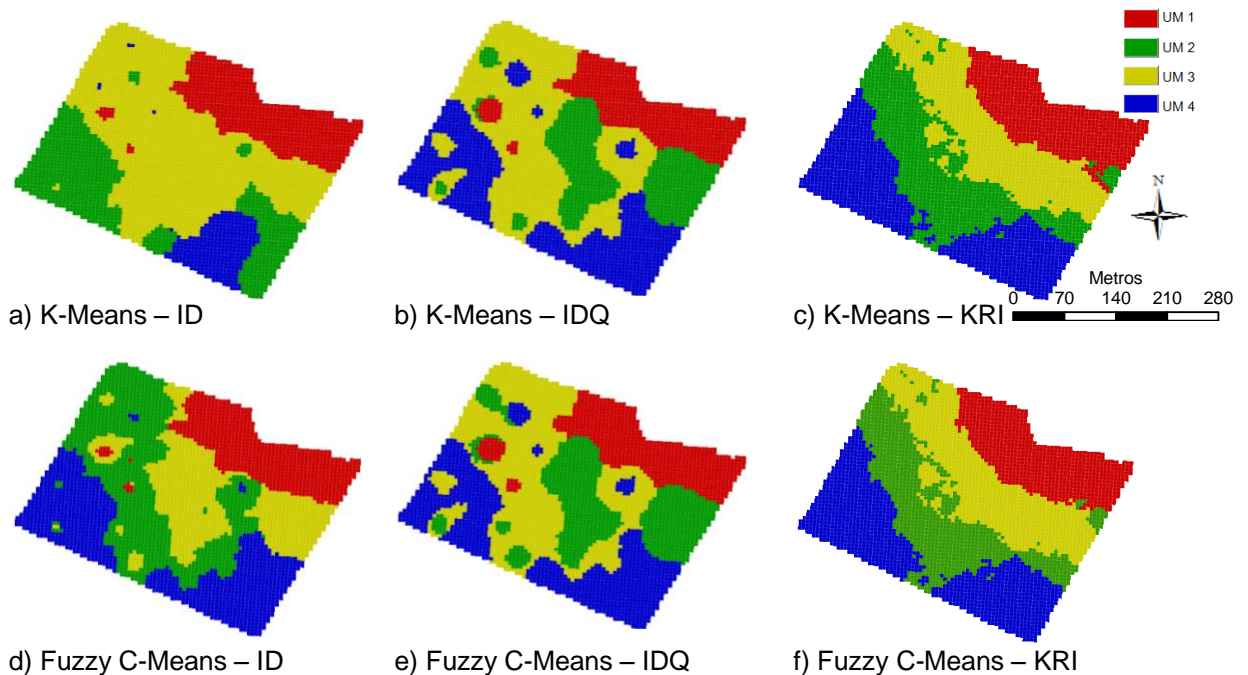 UM 1
UM 2
UM 3
UM 4
N
Metros
0 70 140 210 280
a) K-Means – ID
b) K-Means – IDQ
c) K-Means – KRI
d) Fuzzy C-Means – ID
e) Fuzzy C-Means – IDQ
f) Fuzzy C-Means – KRI